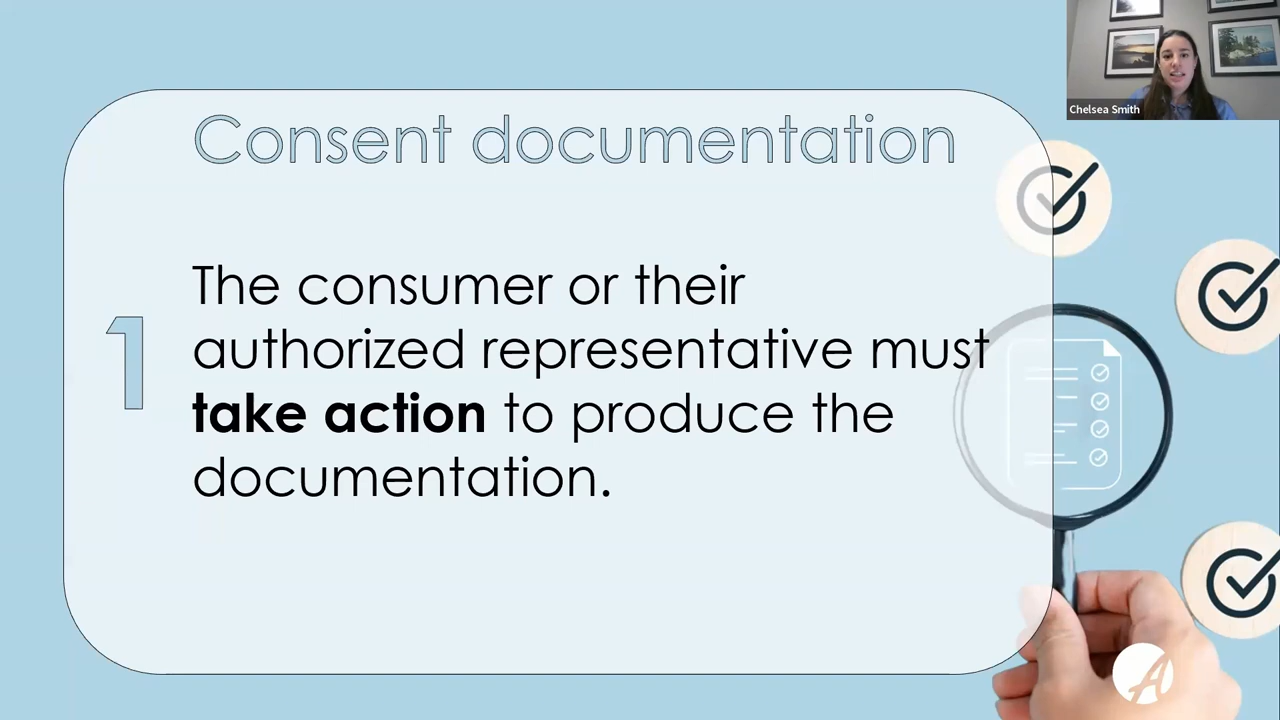 Chelsea Smith
Consent documentation
1
The consumer or their
authorized representative must
take action to produce the
documentation.
A